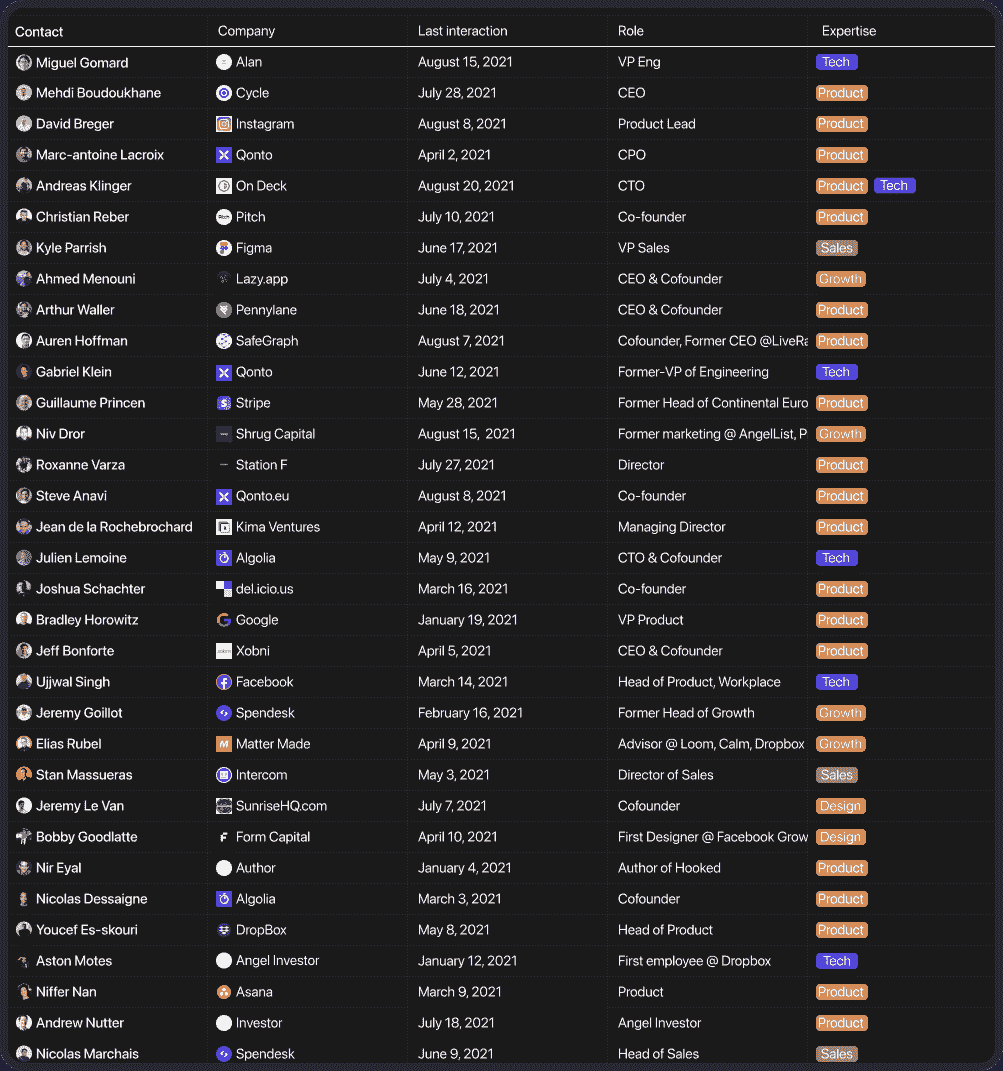 Contact Company Last interaction Role Expertise
Miguel Gomard Alan August 15, 2021 VP Eng Tech
Mehdi Boudoukhane Cycle July 28, 2021 CEO Product
David Breger Instagram August 8, 2021 Product Lead Product
Marc-antoine Lacroix Qonto April 2, 2021 CPO Product
Andreas Klinger On Deck August 20, 2021 CTO Product Tech
Christian Reber Pitch July 10, 2021 Co-founder Product
Kyle Parrish Figma June 17, 2021 VP Sales Sales
Ahmed Menouni Lazy.app July 4, 2021 CEO & Cofounder Growth
Arthur Waller Pennylane June 18, 2021 CEO & Cofounder Product
Auren Hoffman SafeGraph August 7, 2021 Cofounder, Former CEO @LiveRa Product
Gabriel Klein Qonto June 12, 2021 Former-VP of Engineering Tech
Guillaume Princen Stripe May 28, 2021 Former Head of Continental Euro Product
Niv Dror Shrug Capital August 15, 2021 Former marketing @ AngelList, P Growth
Roxanne Varza Station F July 27, 2021 Director Product
Steve Anavi Qonto.eu August 8, 2021 Co-founder Product
Jean de la Rochebrochard Kima Ventures April 12, 2021 Managing Director Product
Julien Lemoine Algolia May 9, 2021 CTO & Cofounder Tech
Joshua Schachter del.icio.us March 16, 2021 Co-founder Product
Bradley Horowitz Google January 19, 2021 VP Product Product
Jeff Bonforte Xobni April 5, 2021 CEO & Cofounder Product
Ujjwal Singh Facebook March 14, 2021 Head of Product, Workplace Tech
Jeremy Goillot Spendesk February 16, 2021 Former Head of Growth Growth
Elias Rubel Matter Made April 9, 2021 Advisor @ Loom, Calm, Dropbox Growth
Stan Massueras Intercom May 3, 2021 Director of Sales Sales
Jeremy Le Van SunriseHQ.com July 7, 2021 Cofounder Design
Bobby Goodlatte Form Capital April 10, 2021 First Designer @ Facebook Grow Design
Nir Eyal Author January 4, 2021 Author of Hooked Product
Nicolas Dessaigne Algolia March 3, 2021 Cofounder Product
Youcef Es-skouri DropBox May 8, 2021 Head of Product Product
Aston Motes Angel Investor January 12, 2021 First employee @ Dropbox Tech
Niffer Nan Asana March 9, 2021 Product Product
Andrew Nutter Investor July 18, 2021 Angel Investor Product
Nicolas Marchais Spendesk June 9, 2021 Head of Sales Sales